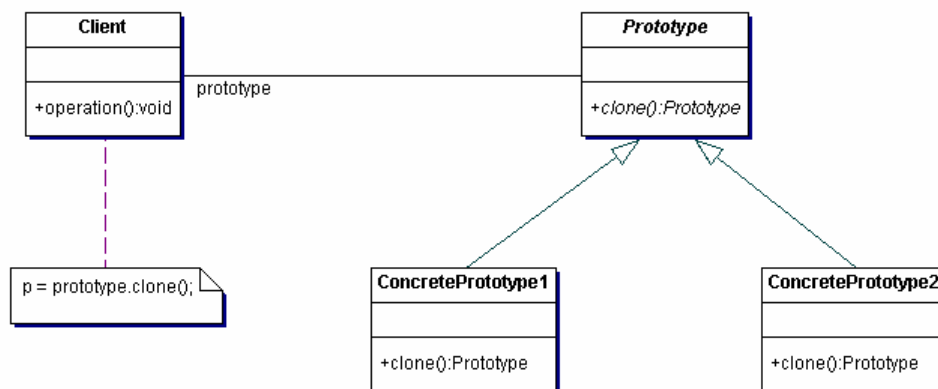 Client
Prototype
+operation():void
prototype
+clone():Prototype
p = prototype.clone();
ConcretePrototype1
ConcretePrototype2
+clone():Prototype
+clone():Prototype